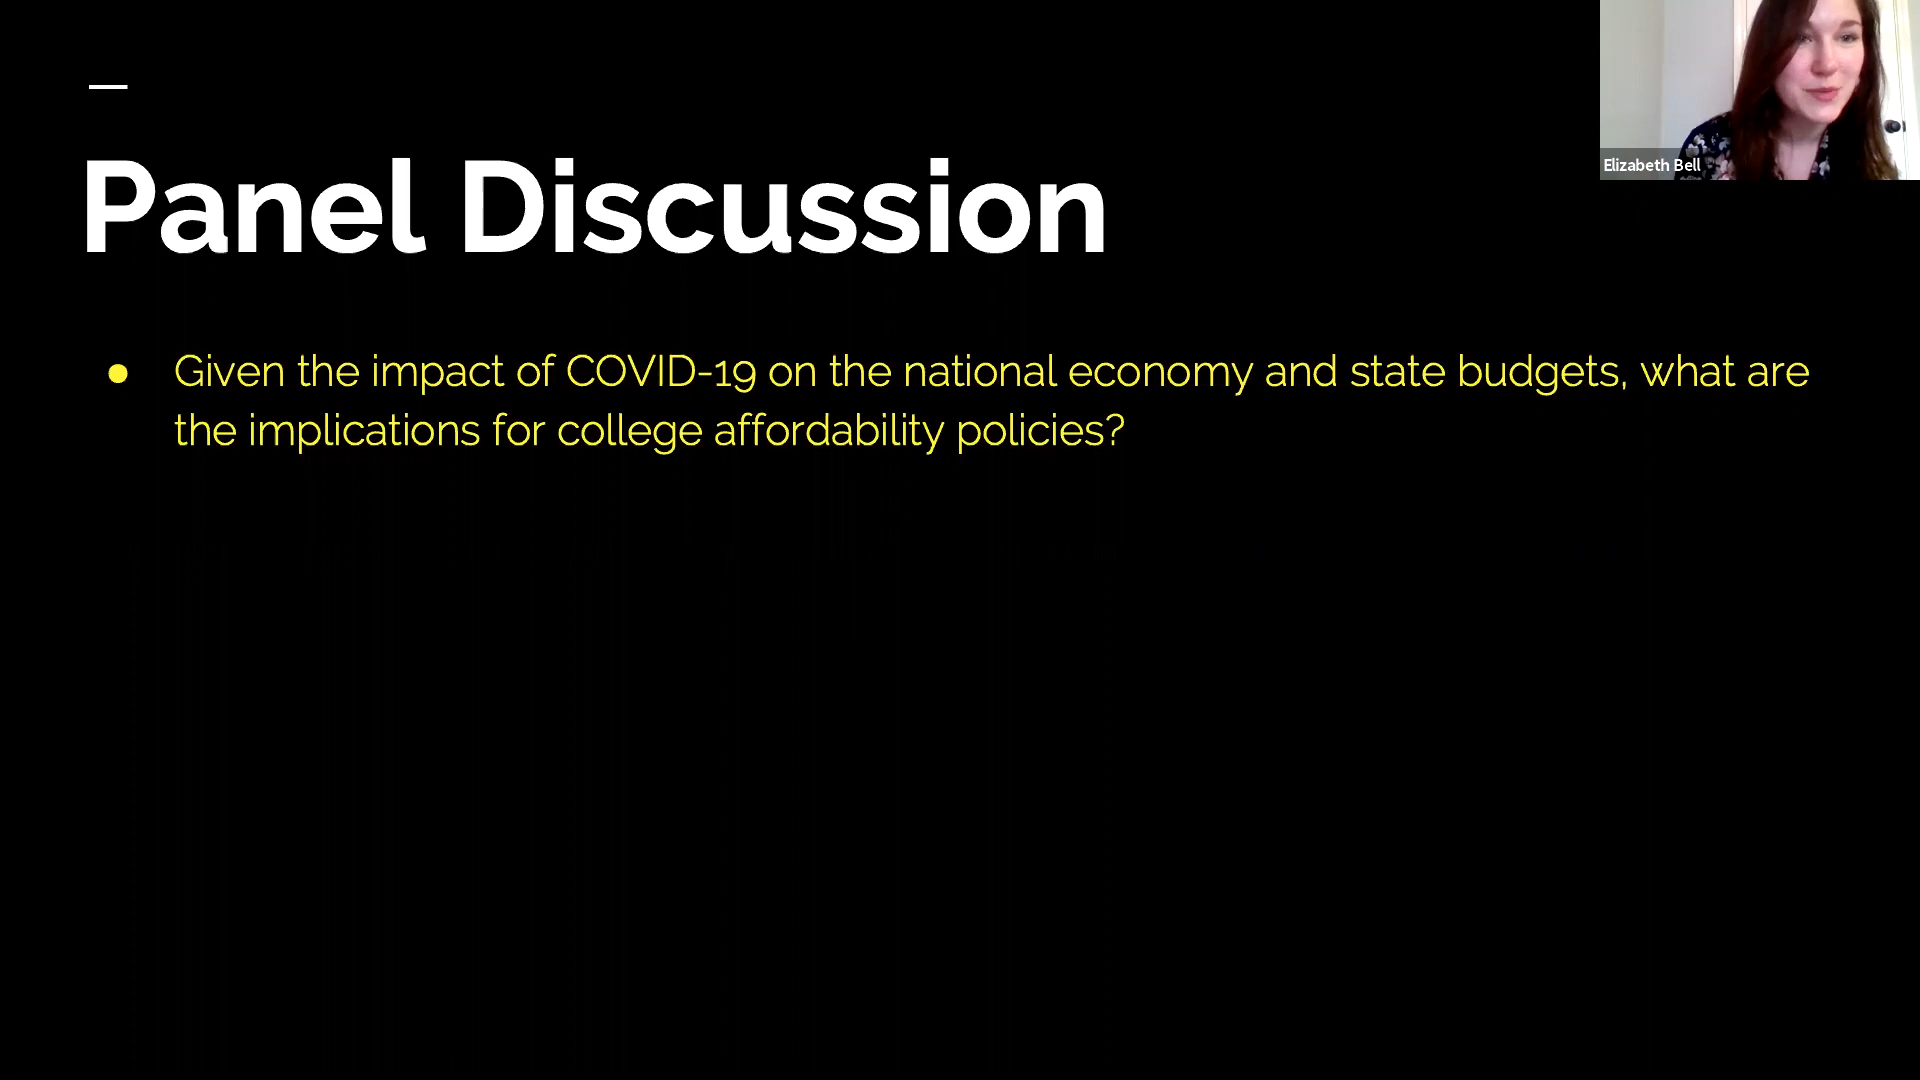 Panel Discussion
● Given the impact of COVID-19 on the national economy and state budgets, what are
the implications for college affordability policies?
Elizabeth Bell